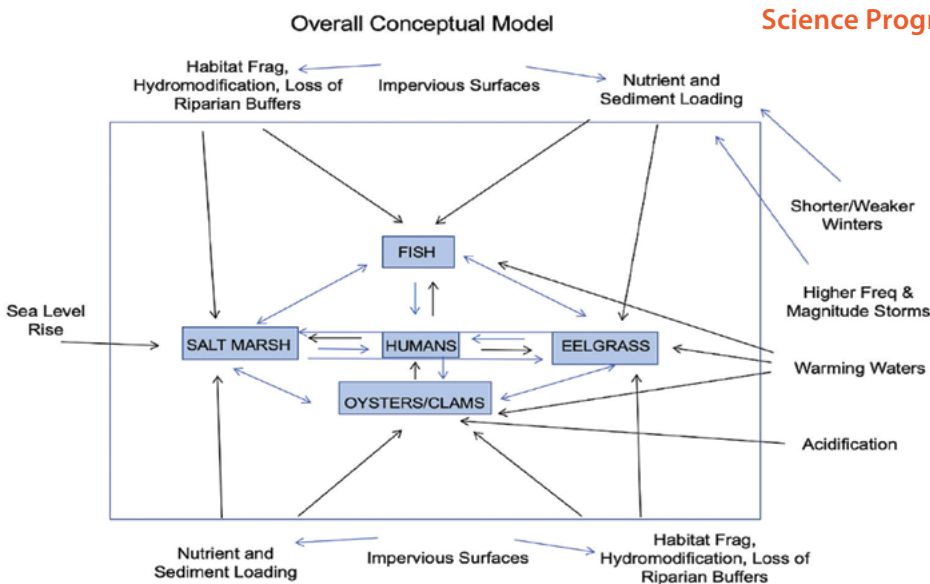 Overall Conceptual Model
Science Progr
Habitat Frag,
Hydromodification, Loss of
Riparian Buffers
Impervious Surfaces
Nutrient and
Sediment Loading
Shorter/Weaker
Winters
FISH
Higher Freq &
Magnitude Storms
Sea Level
Rise
SALT MARSH
HUMANS
EELGRASS
Warming Waters
OYSTERS/CLAMS
Acidification
Nutrient and
Sediment Loading
Impervious Surfaces
Habitat Frag,
Hydromodification, Loss of
Riparian Buffers